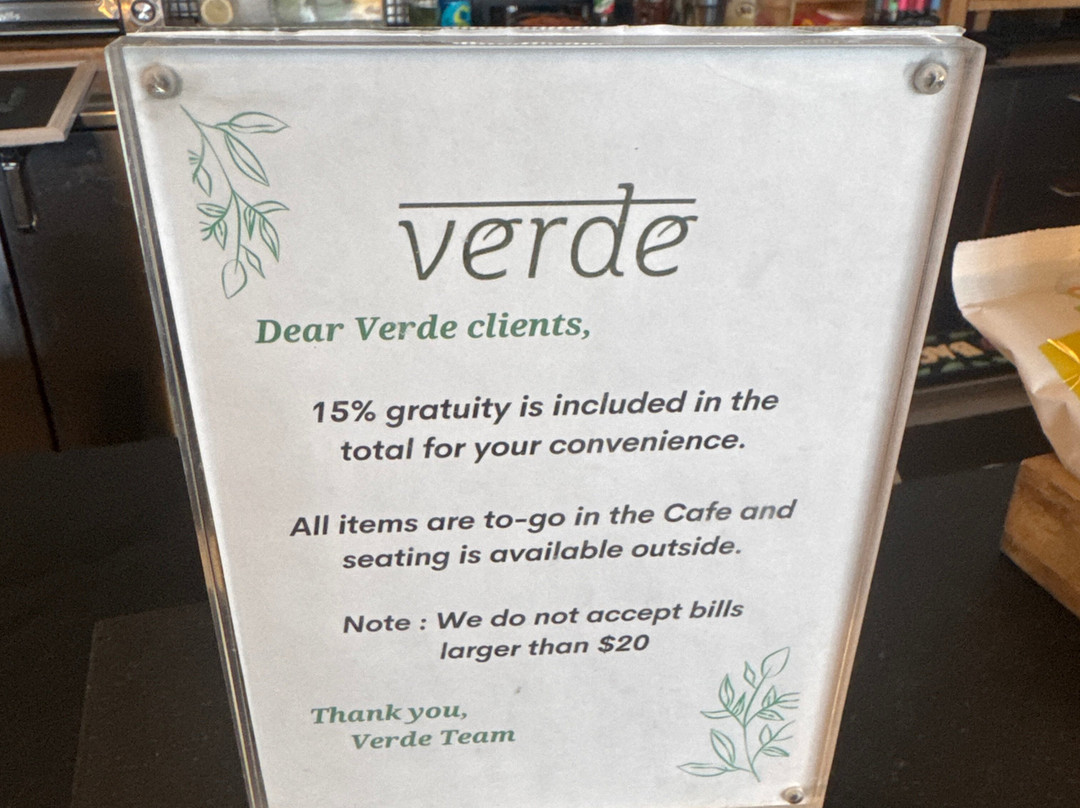 verde
Dear Verde clients,
15% gratuity is included in the
total for your convenience.
All items are to-go in the Cafe and
seating is available outside.
Note : We do not accept bills
larger than $20
Thank you,
Verde Team